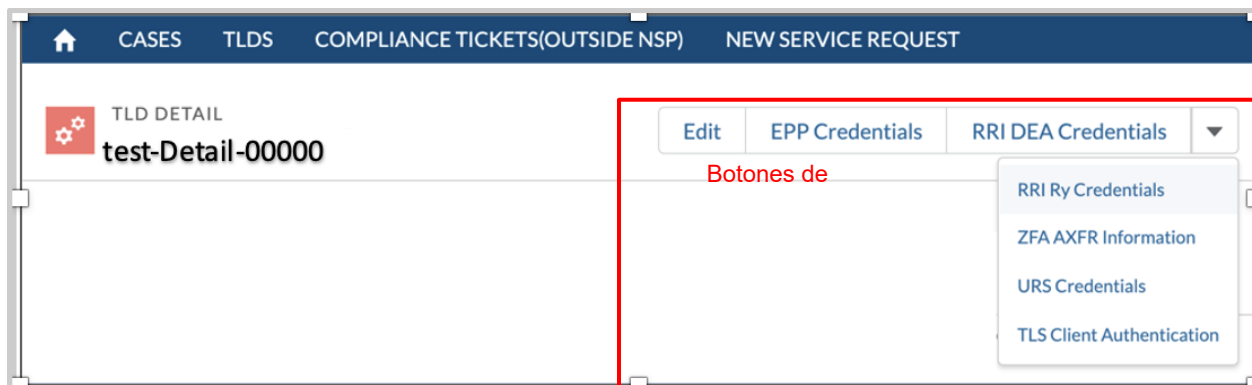 CASES TLDS COMPLIANCE TICKETS(OUTSIDE NSP) NEW SERVICE REQUEST
TLD DETAIL
test-Detail-00000
Edit EPP Credentials RRI DEA Credentials
Botones de
RRI Ry Credentials
ZFA AXFR Information
URS Credentials
TLS Client Authentication